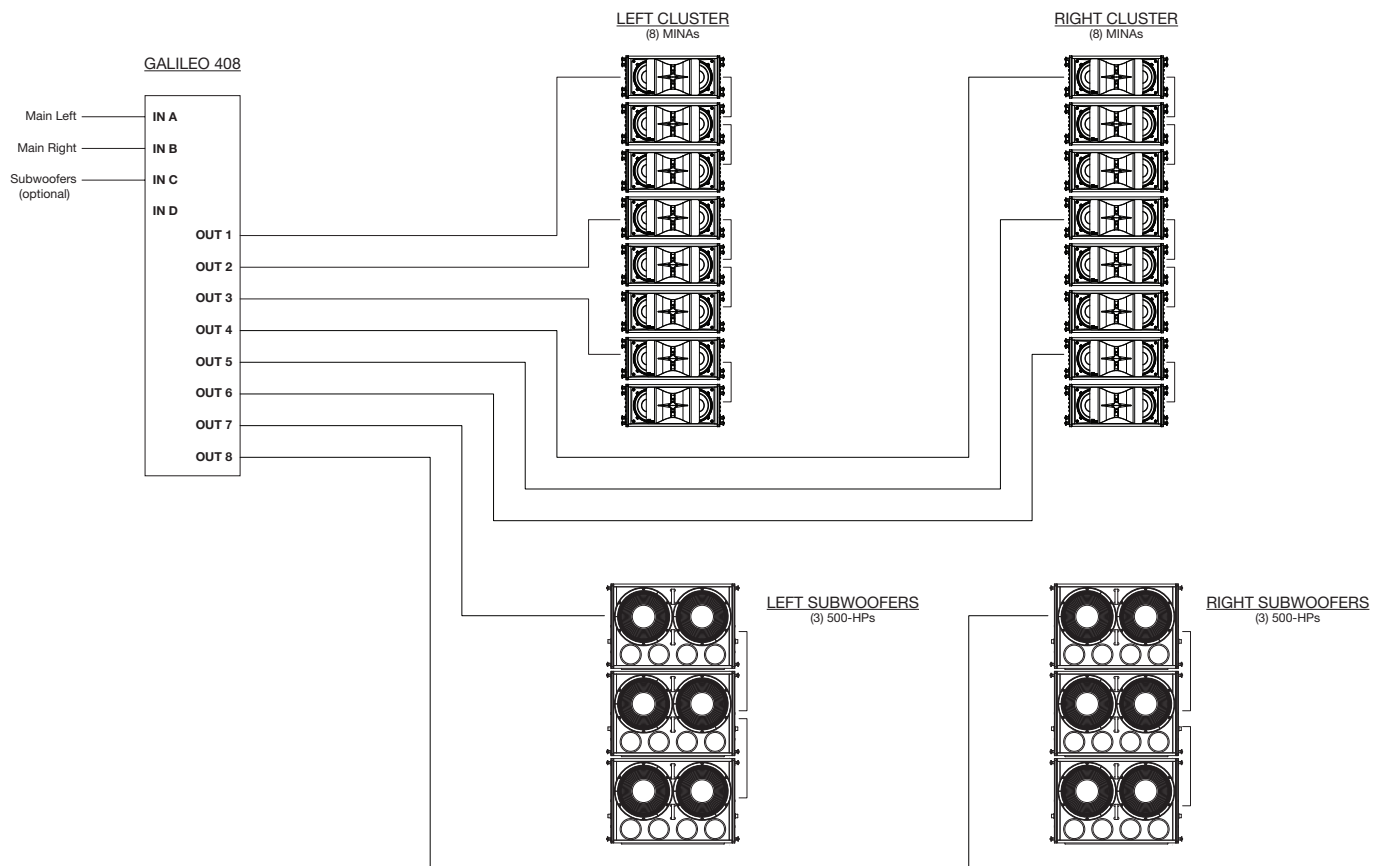 LEFT CLUSTER
(8) MINAs
RIGHT CLUSTER
(8) MINAs
GALILEO 408
Main Left
IN A
Main Right
IN B
Subwoofers
(optional)
IN C
IN D
OUT 1
OUT 2
OUT 3
OUT 4
OUT 5
OUT 6
OUT 7
OUT 8
LEFT SUBWOOFERS
(3) 500-HPs
RIGHT SUBWOOFERS
(3) 500-HPs